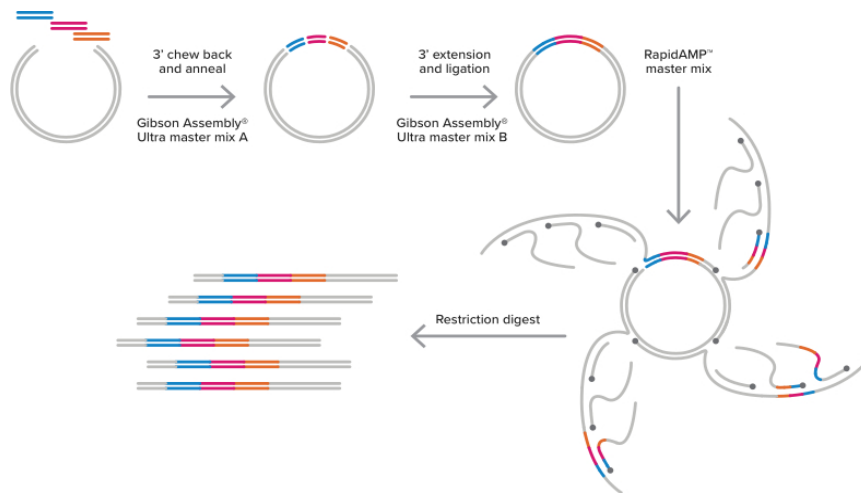 3’ chew back
and anneal
Gibson Assembly®
Ultra master mix A
3’ extension
and ligation
Gibson Assembly®
Ultra master mix B
RapidAMP™
master mix
Restriction digest